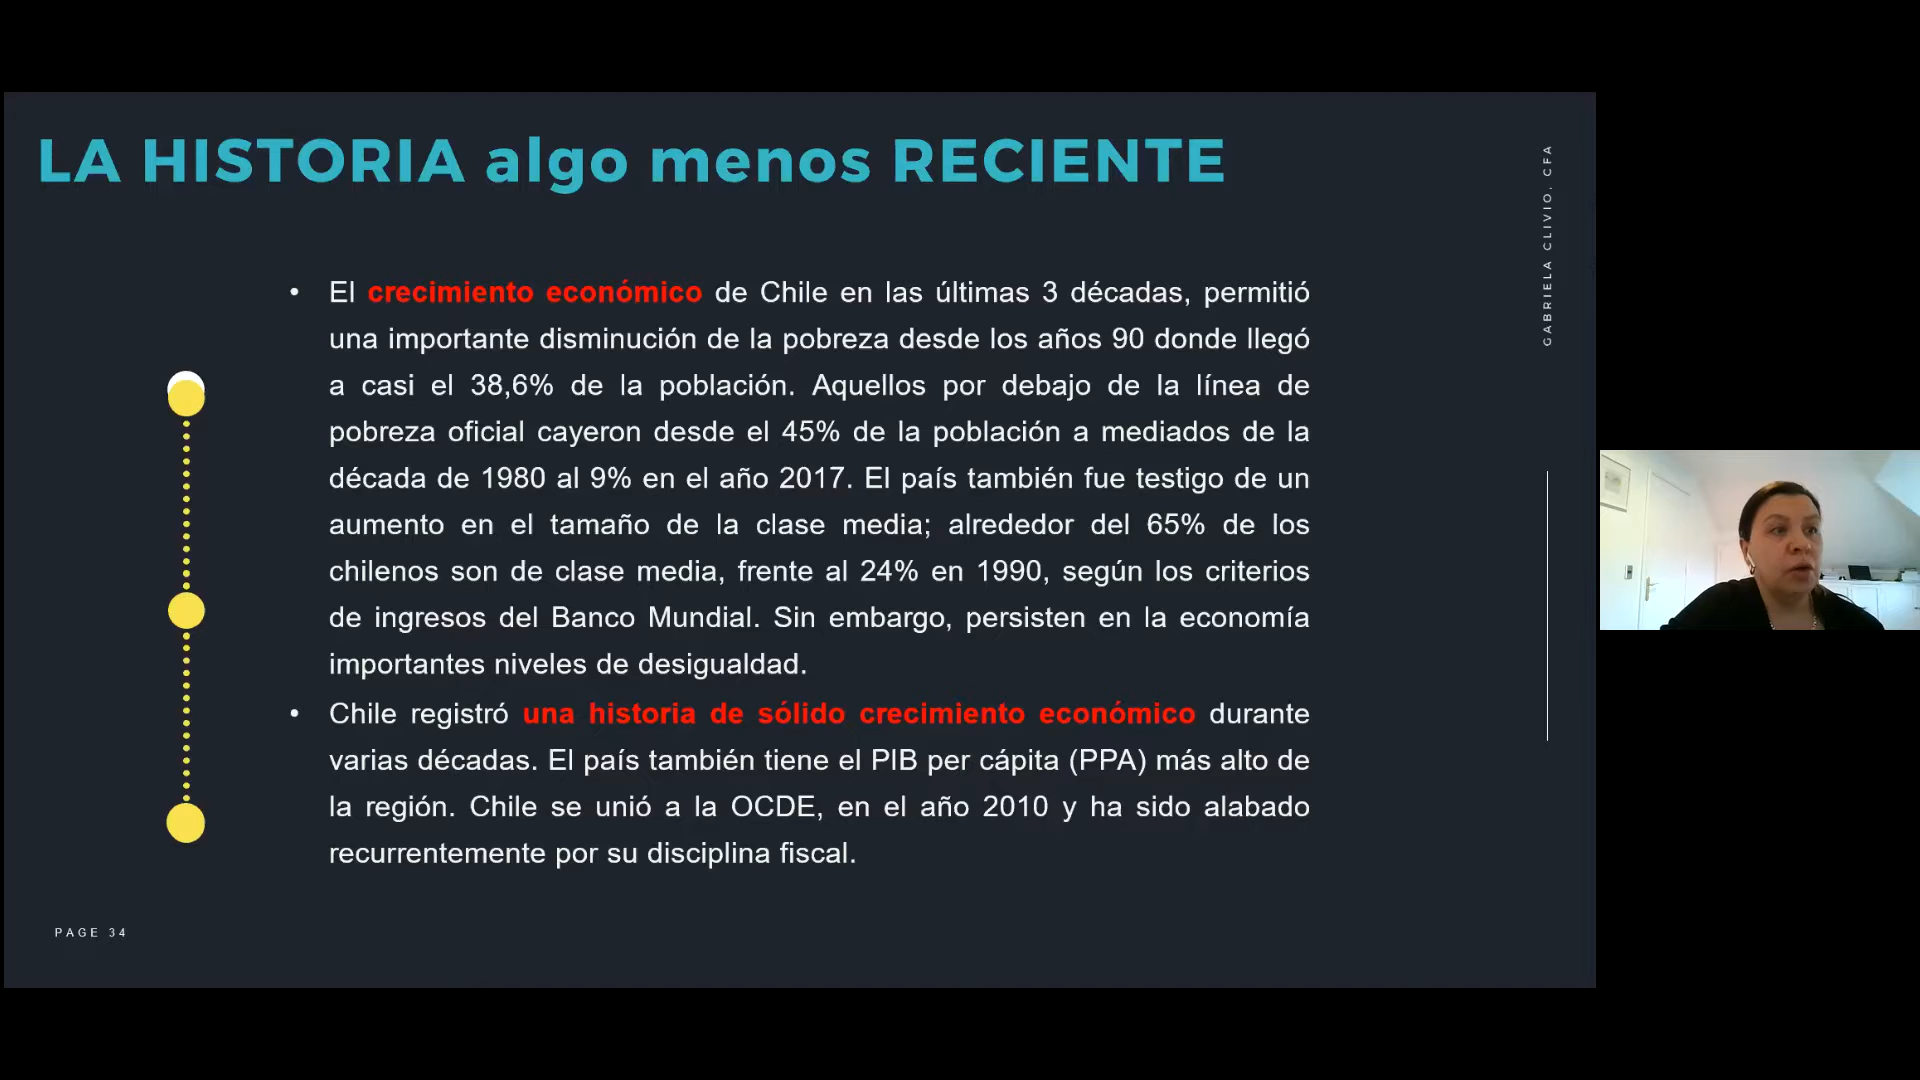 LA HISTORIA algo menos RECIENTE
GABRIELA CLIVIO, CFA
• El crecimiento económico de Chile en las últimas 3 décadas, permitió
una importante disminución de la pobreza desde los años 90 donde llegó
a casi el 38,6% de la población. Aquellos por debajo de la línea de
pobreza oficial cayeron desde el 45% de la población a mediados de la
década de 1980 al 9% en el año 2017. El país también fue testigo de un
aumento en el tamaño de la clase media; alrededor del 65% de los
chilenos son de clase media, frente al 24% en 1990, según los criterios
de ingresos del Banco Mundial. Sin embargo, persisten en la economía
importantes niveles de desigualdad.
• Chile registró una historia de sólido crecimiento económico durante
varias décadas. El país también tiene el PIB per cápita (PPA) más alto de
la región. Chile se unió a la OCDE, en el año 2010 y ha sido alabado
recurrentemente por su disciplina fiscal.
PAGE 34